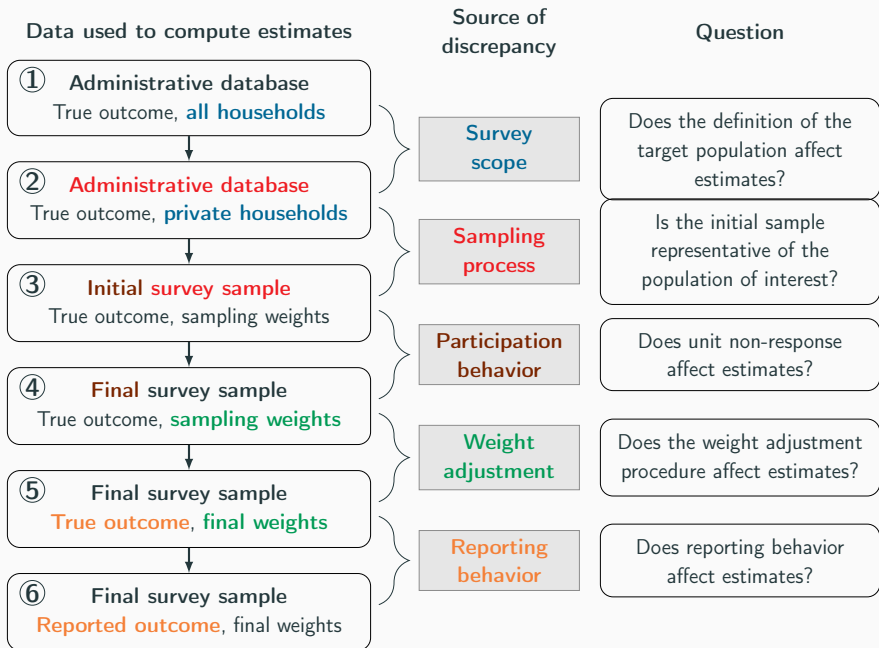 Data used to compute estimates
Source of
discrepancy
Question
① Administrative database
True outcome, all households
Survey
scope
Does the definition of the
target population affect
estimates?
② Administrative database
True outcome, private households
Sampling
process
Is the initial sample
representative of the
population of interest?
③ Initial survey sample
True outcome, sampling weights
Participation
behavior
Does unit non-response
affect estimates?
④ Final survey sample
True outcome, sampling weights
Weight
adjustment
Does the weight adjustment
procedure affect estimates?
⑤ Final survey sample
True outcome, final weights
Reporting
behavior
Does reporting behavior
affect estimates?
⑥ Final survey sample
Reported outcome, final weights